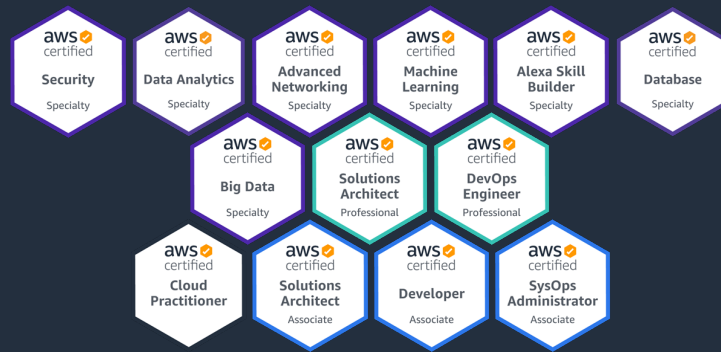 aws
certified
Security
Specialty
aws
certified
Data Analytics
Specialty
aws
certified
Advanced
Networking
Specialty
aws
certified
Machine
Learning
Specialty
aws
certified
Alexa Skill
Builder
Specialty
aws
certified
Database
Specialty
aws
certified
Big Data
Specialty
aws
certified
Solutions
Architect
Professional
aws
certified
DevOps
Engineer
Professional
aws
certified
Cloud
Practitioner
aws
certified
Solutions
Architect
Associate
aws
certified
Developer
Associate
aws
certified
SysOps
Administrator
Associate